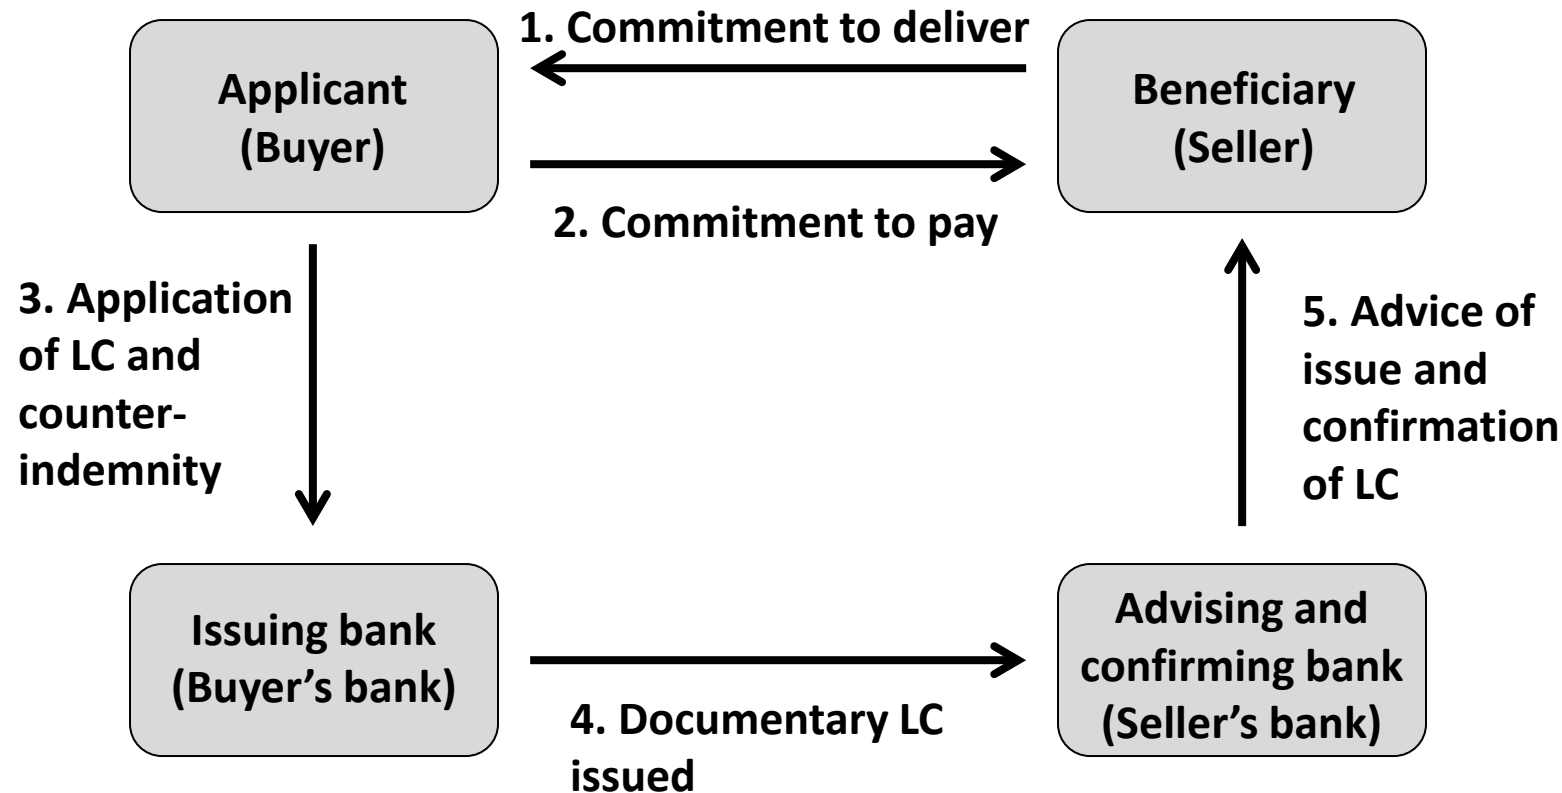 1. Commitment to deliver
Applicant
(Buyer)
Beneficiary
(Seller)
2. Commitment to pay
3. Application
of LC and
counter-
indemnity
5. Advice of
issue and
confirmation
of LC
Issuing bank
(Buyer’s bank)
Advising and
confirming bank
(Seller’s bank)
4. Documentary LC
issued